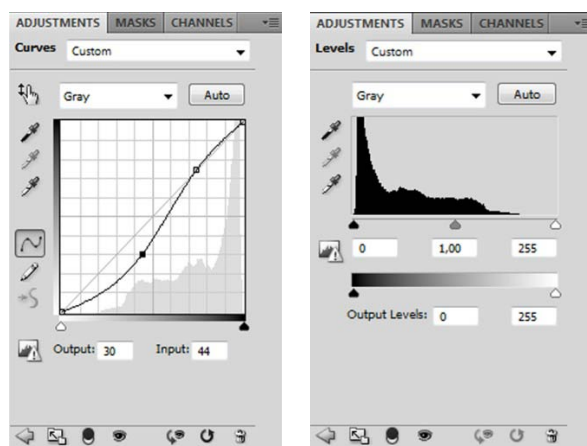 ADJUSTMENTS MASKS CHANNELS
Curves Custom
Gray Auto
Output: 30 Input: 44
ADJUSTMENTS MASKS CHANNELS
Levels Custom
Gray Auto
0 1,00 255
Output Levels: 0 255